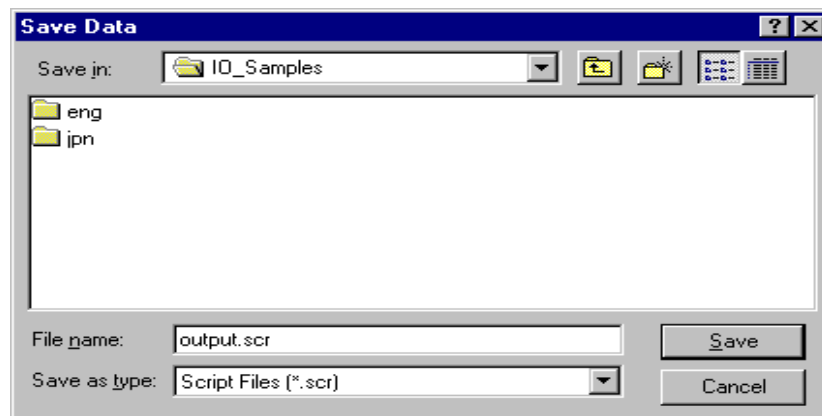 Save Data
Save in: IO_Samples
eng
jpn
File name: output.scr Save
Save as type: Script Files (*.scr) Cancel